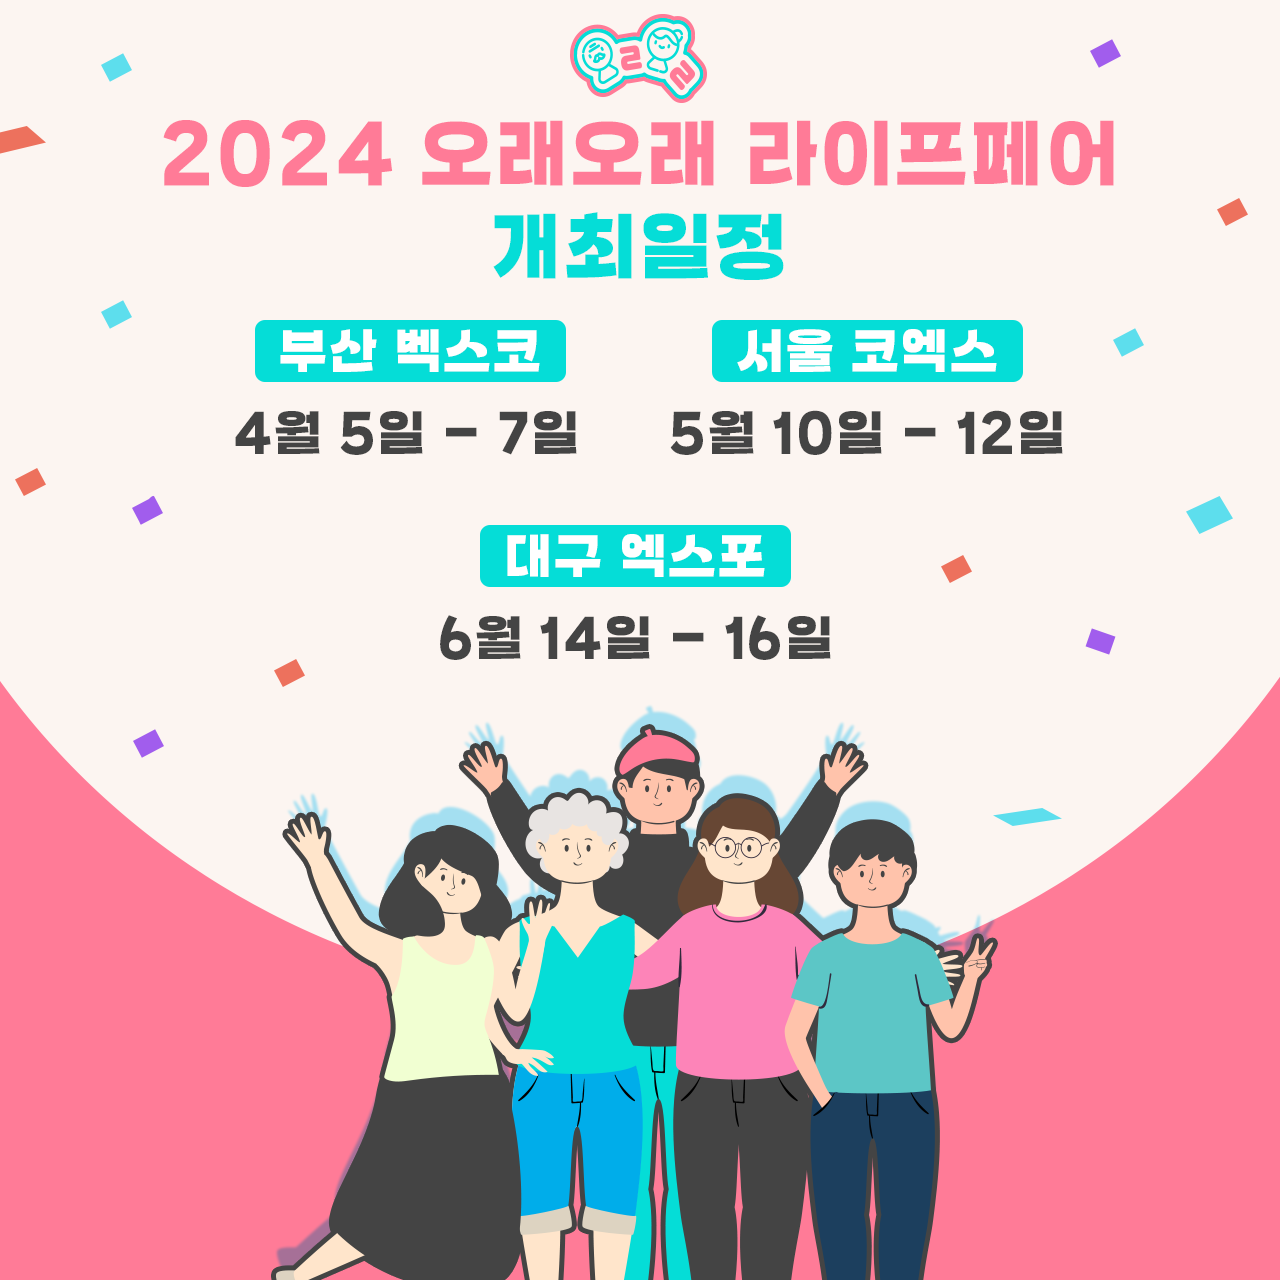 2024 오래오래 라이프페어
개최일정
부산 벡스코
서울 코엑스
4월 5일 – 7일
5월 10일 – 12일
대구 엑스포
6월 14일 – 16일